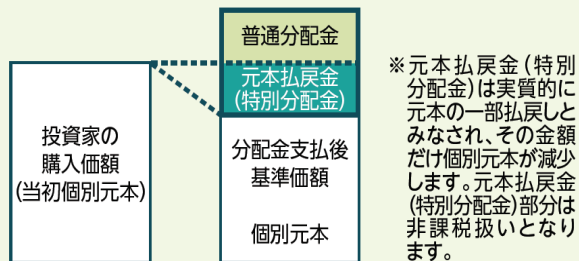 普通分配金
元本払戻金
(特別分配金)
投資家の
購入価額
(当初個別元本)
分配金支払後
基準価額
個別元本
※元本払戻金(特別
分配金)は実質的に
元本の一部払戻しと
みなされ、その金額
だけ個別元本が減少
します。元本払戻金
(特別分配金)部分は
非課税扱いとなり
ます。